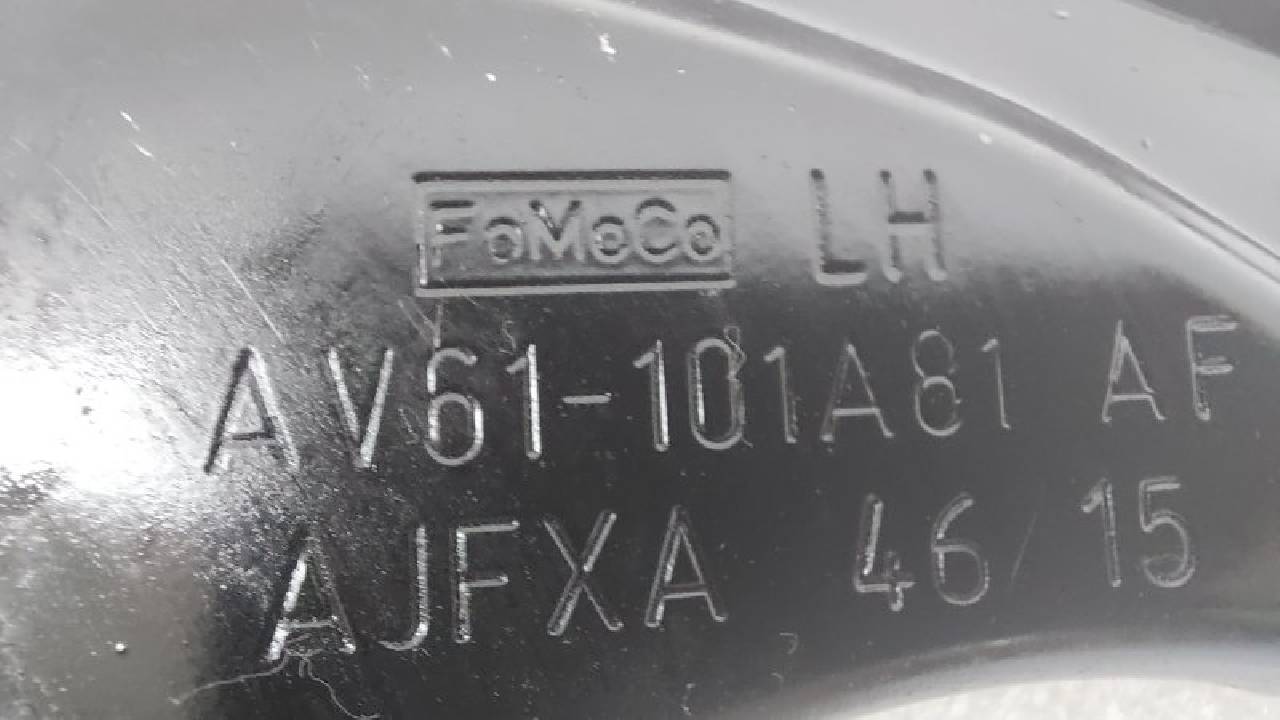 FoMoCo LH
AV61-101A81 AF
AJFXA 46/15